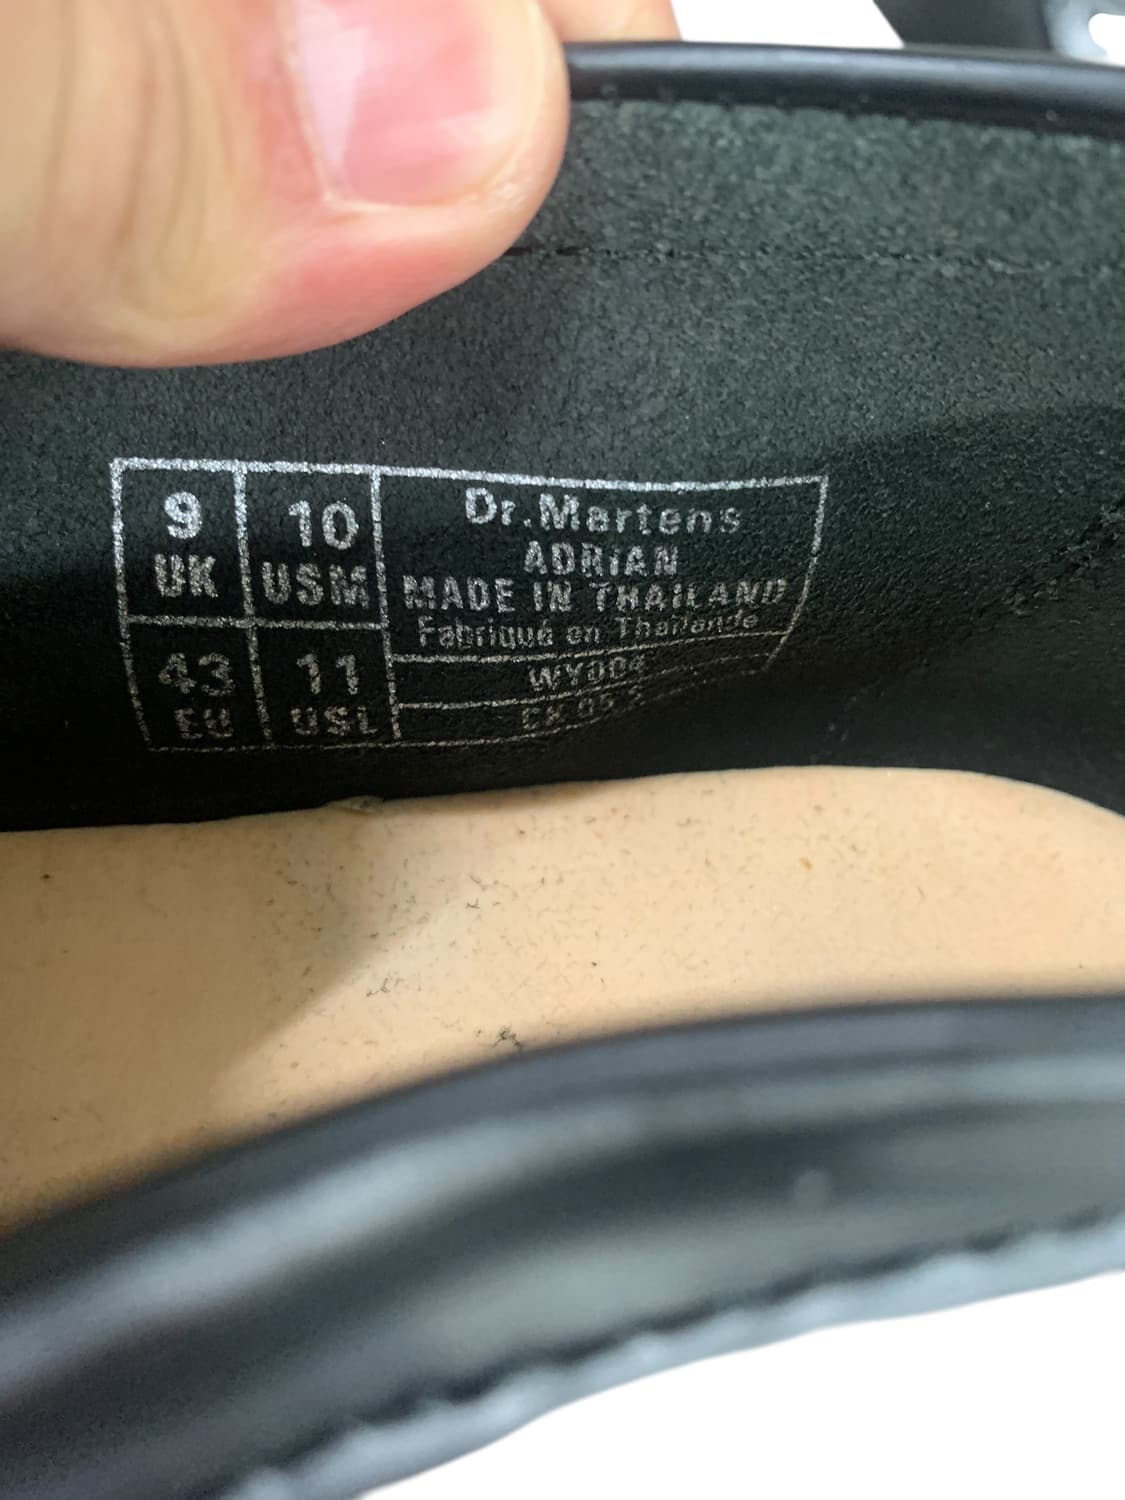 9
UK
10
USM
43
EU
11
USL
Dr.Martens
ADRIAN
MADE IN THAILAND
Fabriqué en Thaïlande